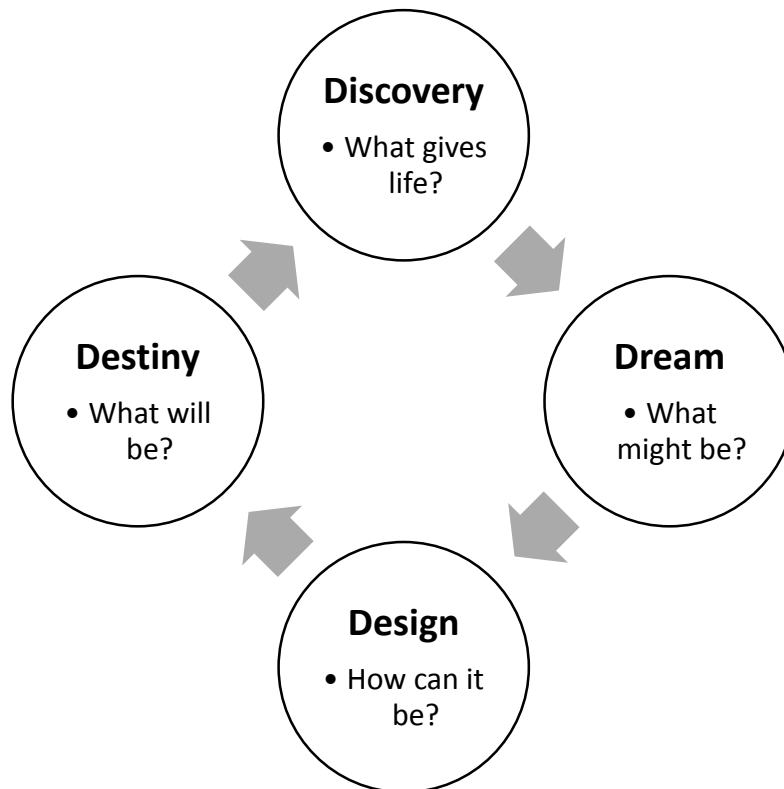 Discovery
• What gives
life?
Dream
• What
might be?
Design
• How can it
be?
Destiny
• What will
be?